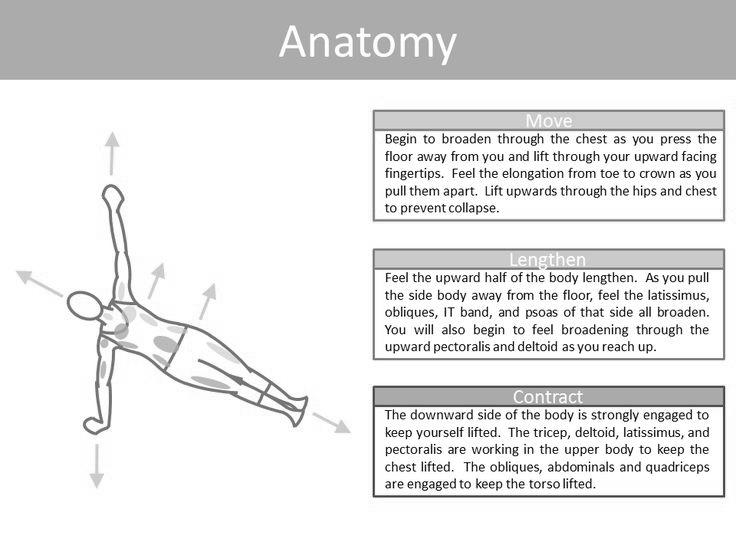 Anatomy
Move
Begin to broaden through the chest as you press the
floor away from you and lift through your upward facing
fingertips. Feel the elongation from toe to crown as you
pull them apart. Lift upwards through the hips and chest
to prevent collapse.
Lengthen
Feel the upward half of the body lengthen. As you pull
the side body away from the floor, feel the latissimus,
obliques, IT band, and psoas of that side all broaden.
You will also begin to feel broadening through the
upward pectoralis and deltoid as you reach up.
Contract
The downward side of the body is strongly engaged to
keep yourself lifted. The tricep, deltoid, latissimus, and
pectoralis are working in the upper body to keep the
chest lifted. The obliques, abdominals and quadriceps
are engaged to keep the torso lifted.